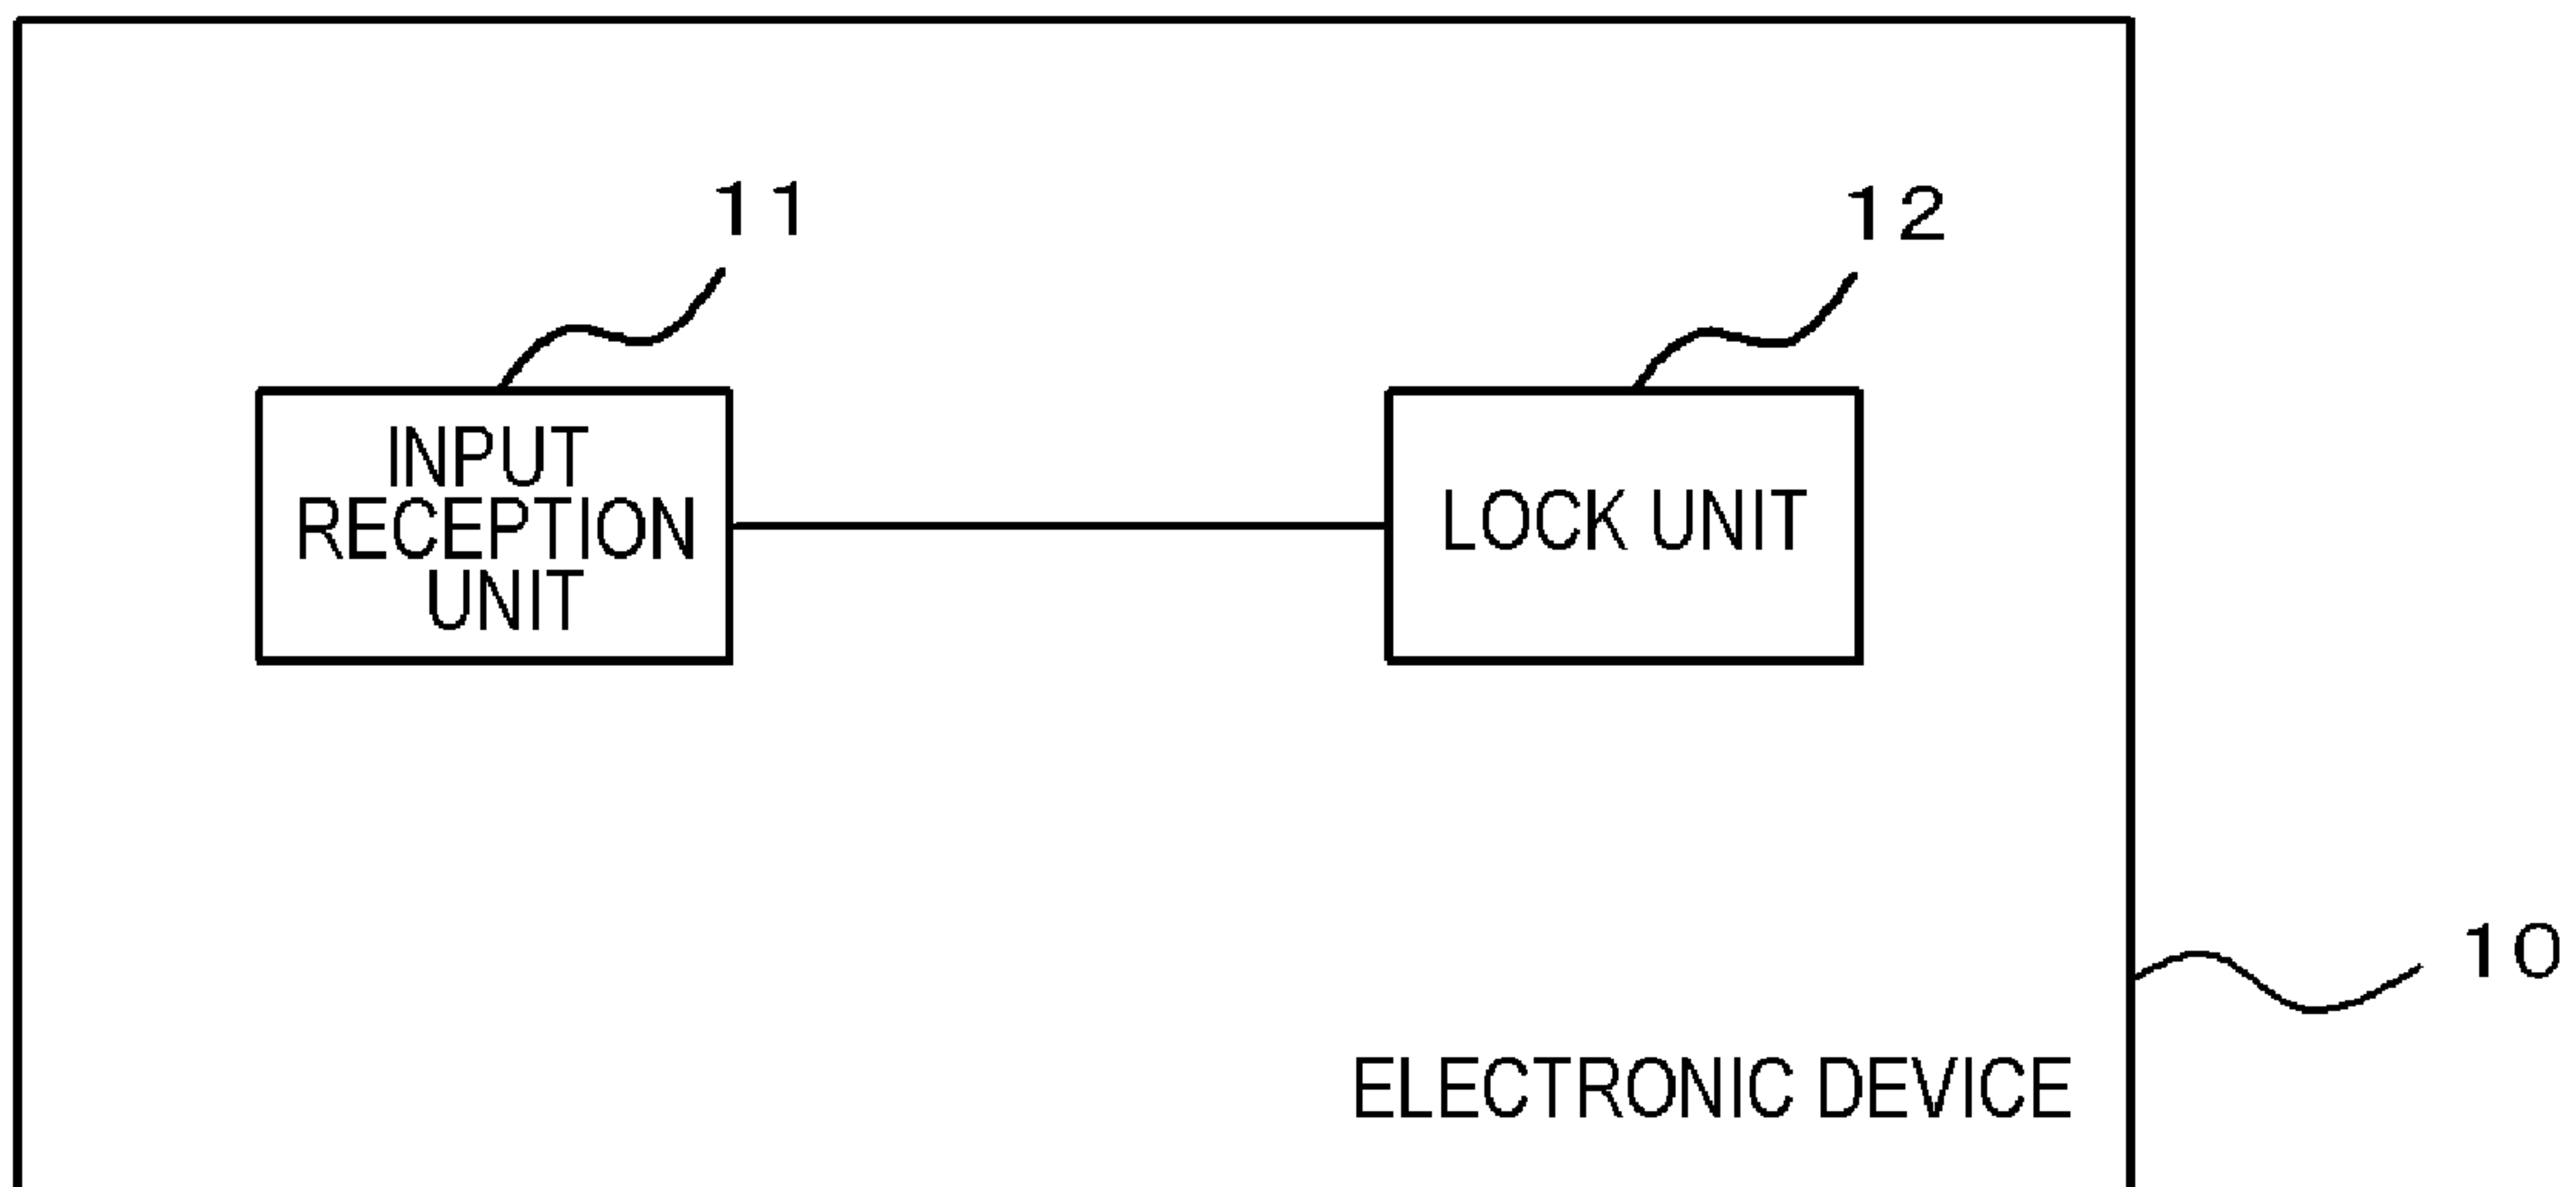 11
12
INPUT
RECEPTION
UNIT
LOCK UNIT
10
ELECTRONIC DEVICE